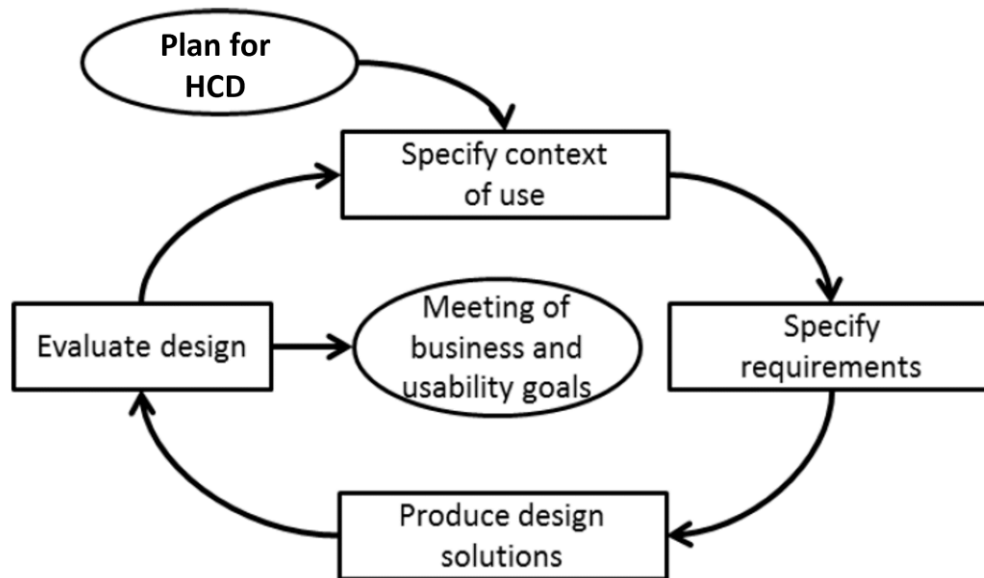 Plan for
HCD
Specify context
of use
Evaluate design
Meeting of
business and
usability goals
Specify
requirements
Produce design
solutions